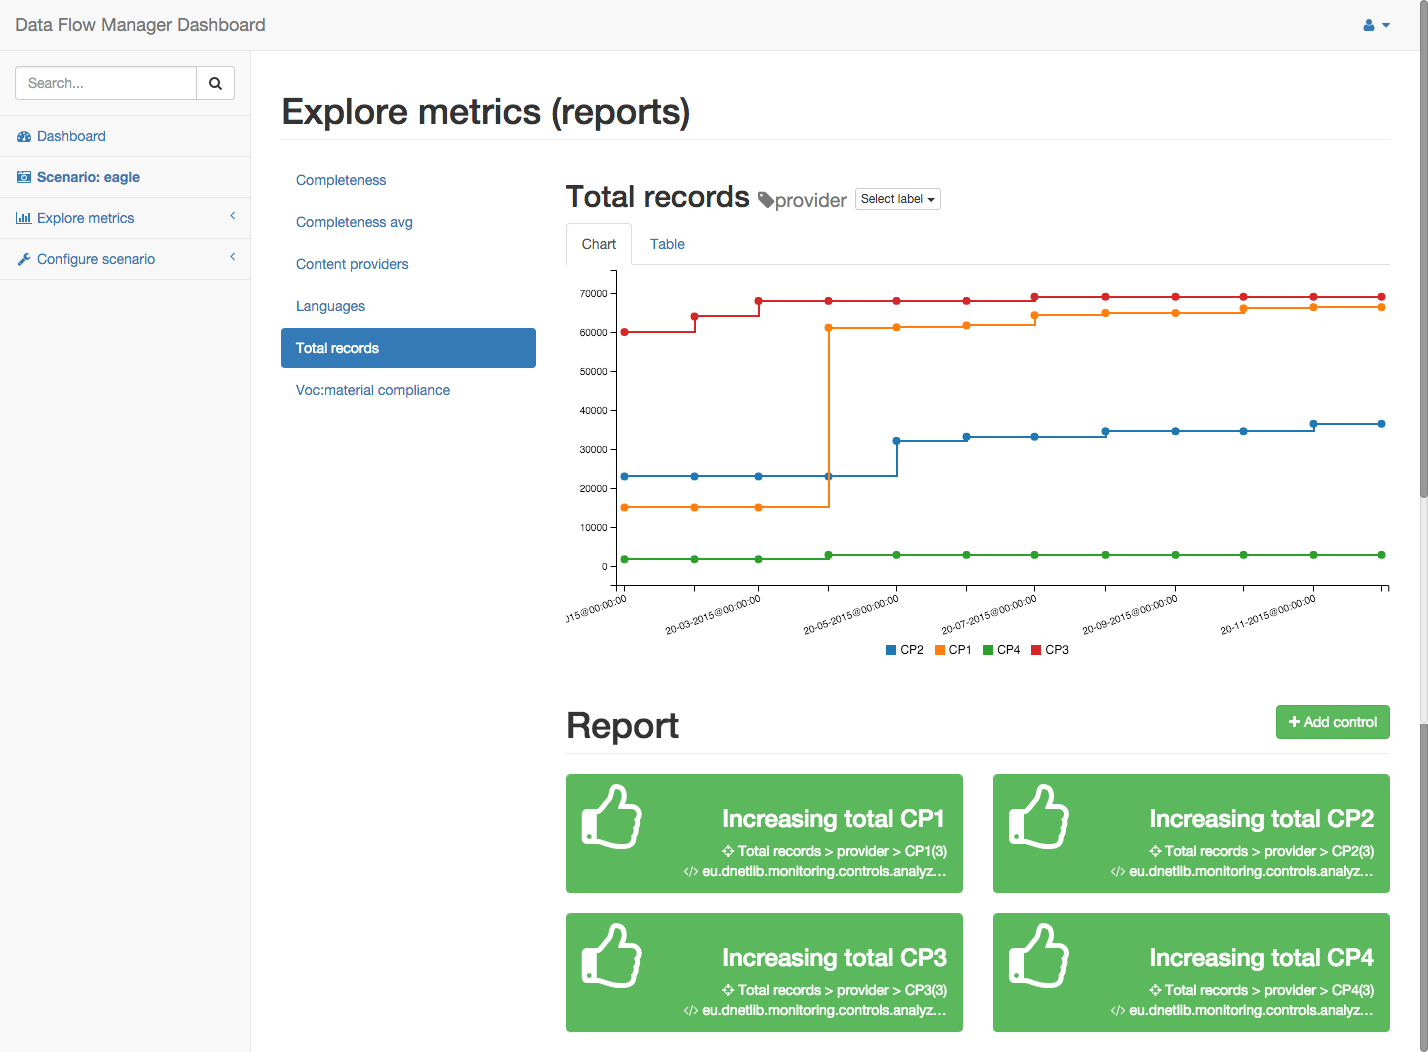 Data Flow Manager Dashboard
Search...
Dashboard
Scenario: eagle
Explore metrics
Configure scenario
Explore metrics (reports)
Completeness
Completeness avg
Content providers
Languages
Total records
Voc:material compliance
Total records provider Select label
Chart Table
70000
60000
50000
40000
30000
20000
10000
0
015@00:00:00
20-03-2015@00:00:00
20-05-2015@00:00:00
20-07-2015@00:00:00
20-09-2015@00:00:00
20-11-2015@00:00:00
CP2 CP1 CP4 CP3
Report
+ Add control
Increasing total CP1
Total records > provider > CP1(3)
</> eu.dnetlib.monitoring.controls.analyz...
Increasing total CP2
Total records > provider > CP2(3)
</> eu.dnetlib.monitoring.controls.analyz...
Increasing total CP3
Total records > provider > CP3(3)
</> eu.dnetlib.monitoring.controls.analyz...
Increasing total CP4
Total records > provider > CP4(3)
</> eu.dnetlib.monitoring.controls.analyz...